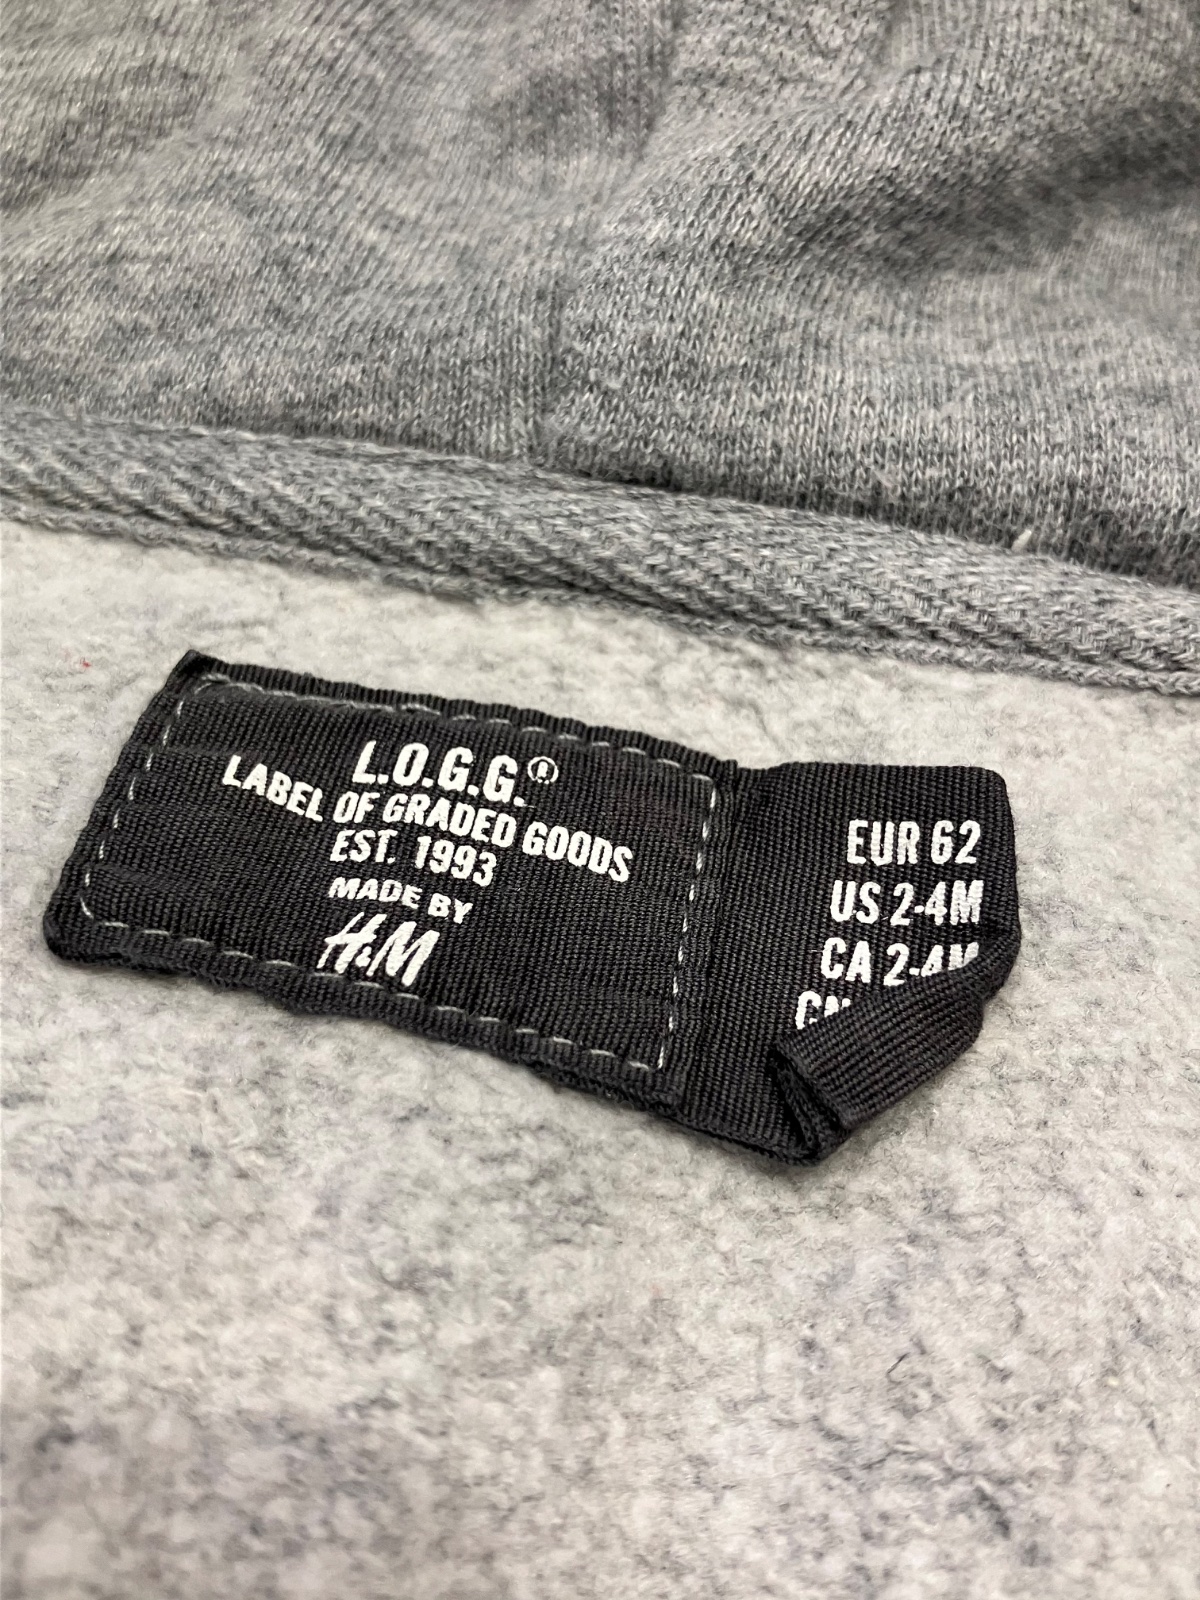 L.O.G.G.®
LABEL OF GRADED GOODS
EST. 1993
MADE BY
H&M
EUR 62
US 2-4M
CA 2-4M